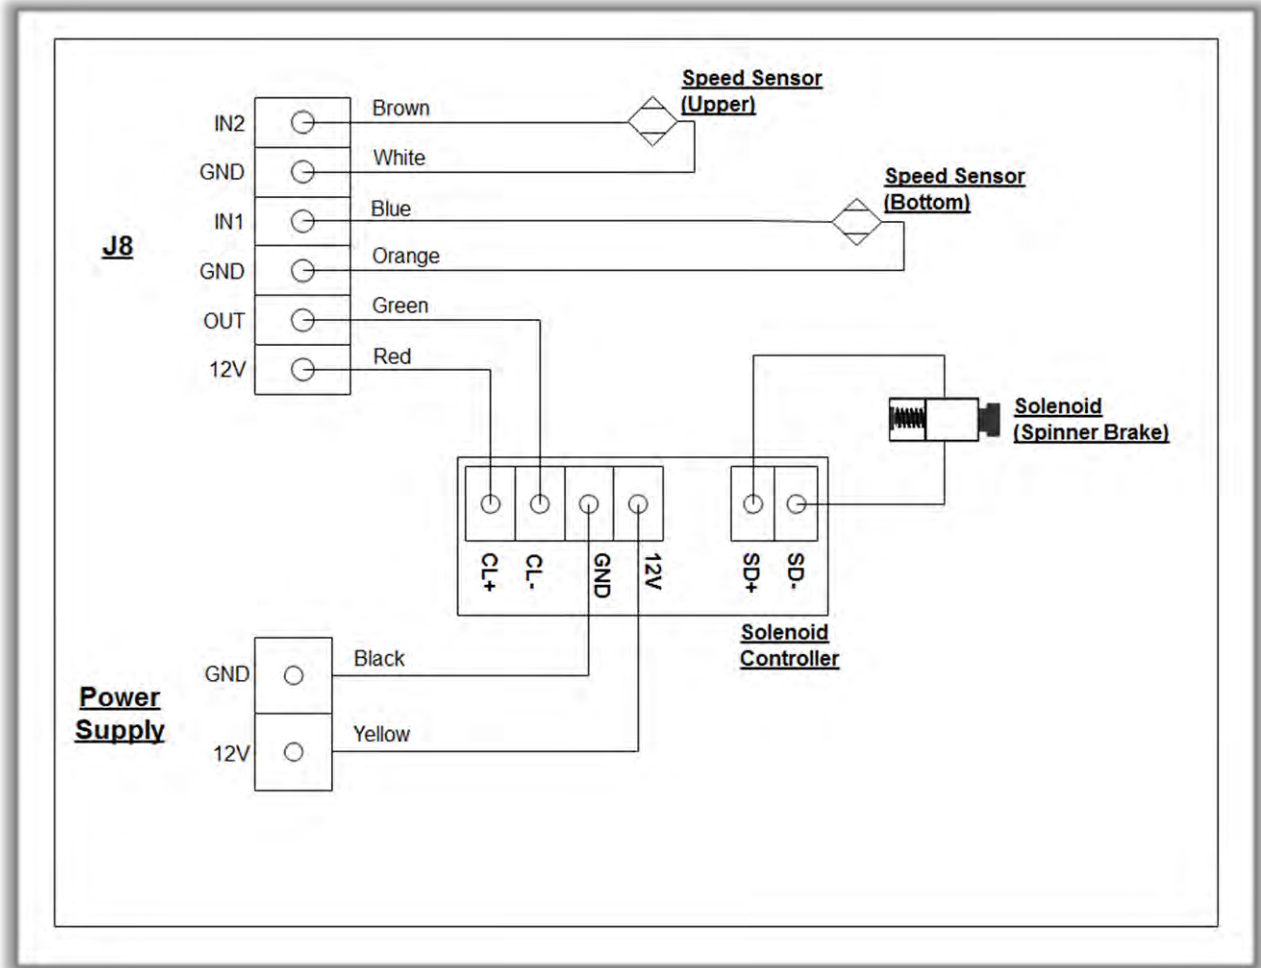 Speed Sensor
(Upper)
IN2
Brown
GND
White
Speed Sensor
(Bottom)
IN1
Blue
J8
GND
Orange
OUT
Green
12V
Red
Solenoid
(Spinner Brake)
CL+
CL-
GND
12V
SD+
SD-
Solenoid
Controller
GND
Black
Power
Supply
12V
Yellow